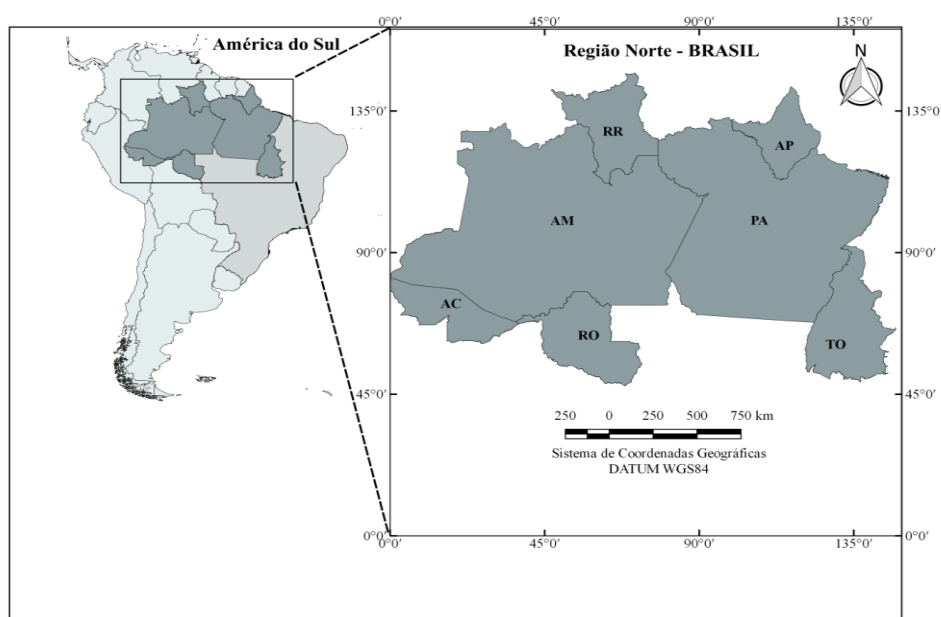 América do Sul
0°0′ 45°0′ 90°0′ 135°0′
Região Norte - BRASIL
N
135°0′ 135°0′
RR
AP
AM
PA
90°0′ 90°0′
AC
RO
TO
45°0′ 45°0′
250 0 250 500 750 km
Sistema de Coordenadas Geográficas
DATUM WGS84
0°0′ 0°0′
0°0′ 45°0′ 90°0′ 135°0′